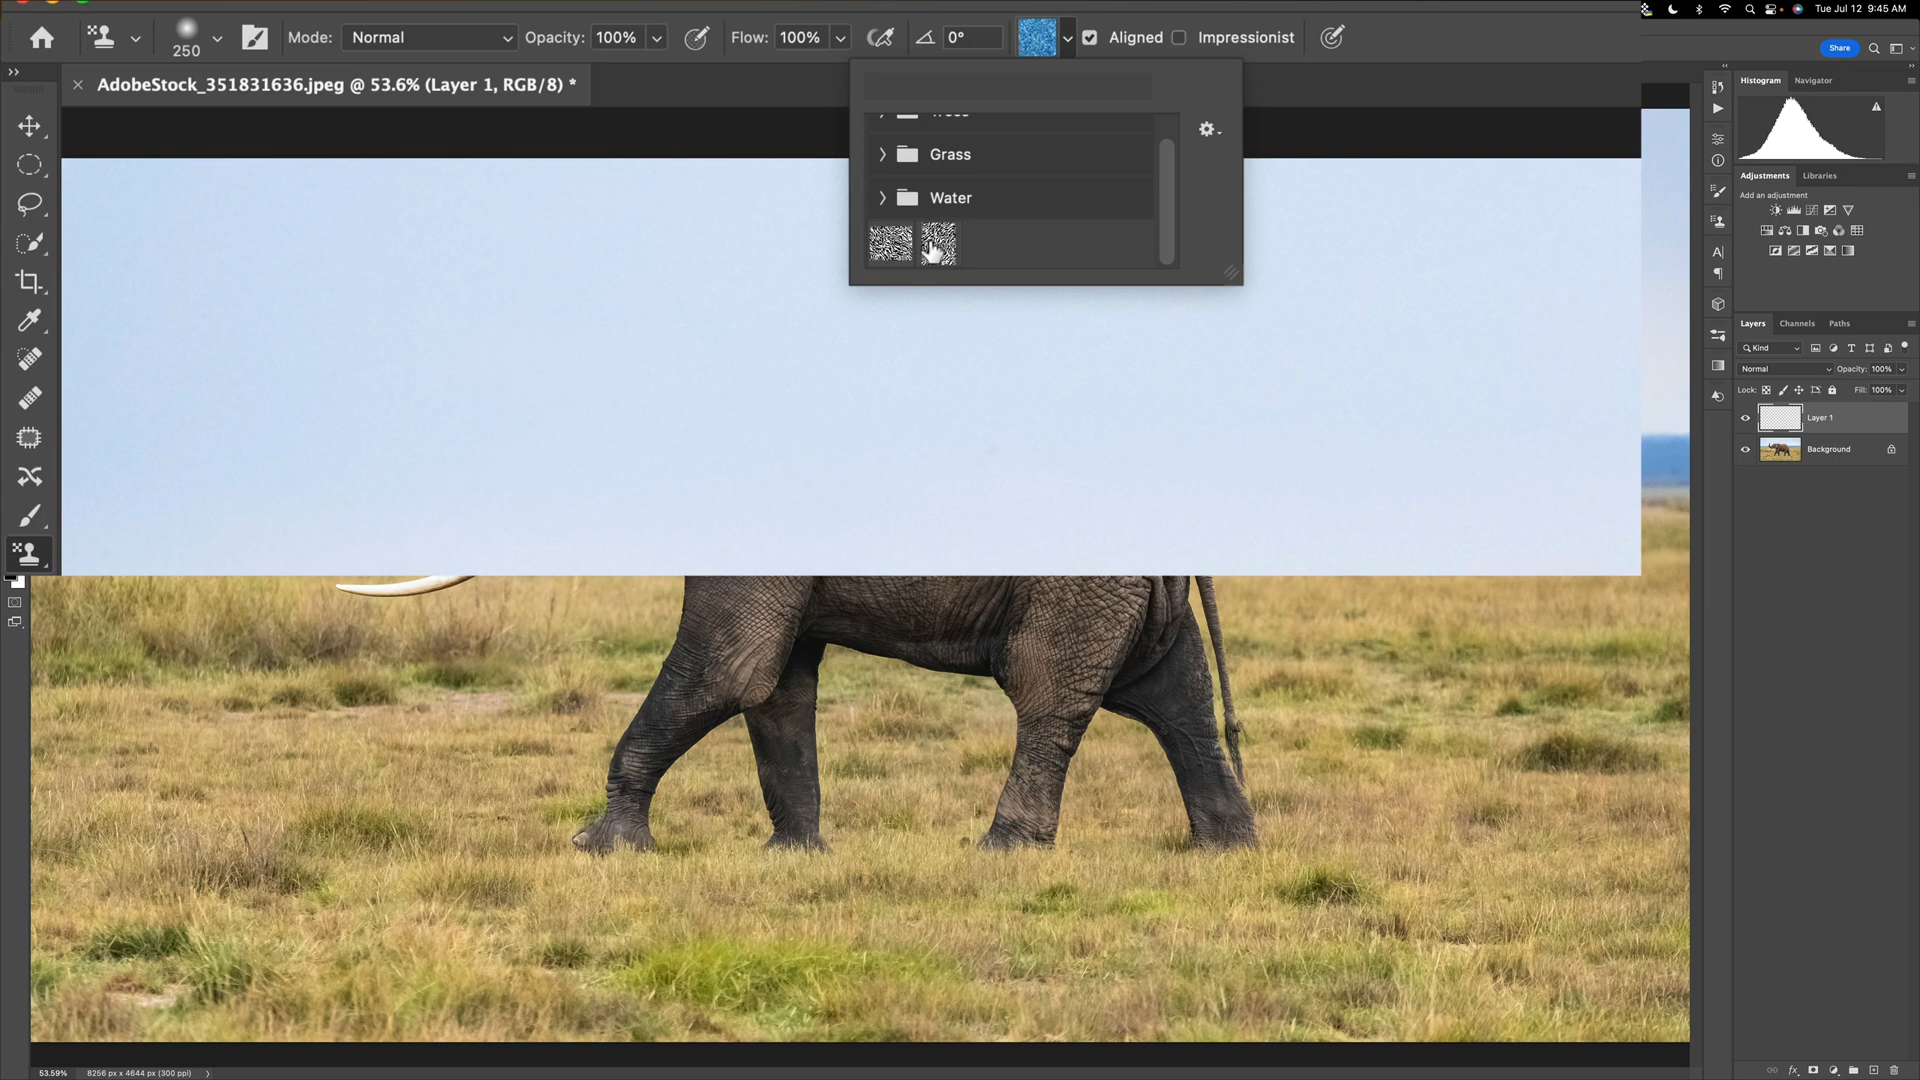 Tue Jul 12 9:45 AM
250
Mode: Normal
Opacity: 100%
Flow: 100%
0°
Aligned
Impressionist
Share
AdobeStock_351831636.jpeg @ 53.6% (Layer 1, RGB/8) *
Grass
Water
Histogram
Navigator
Adjustments
Libraries
Add an adjustment
Layers
Channels
Paths
Kind
Normal
Opacity: 100%
Lock:
Fill: 100%
Layer 1
Background
53.59%
8256 px x 4644 px (300 ppi)